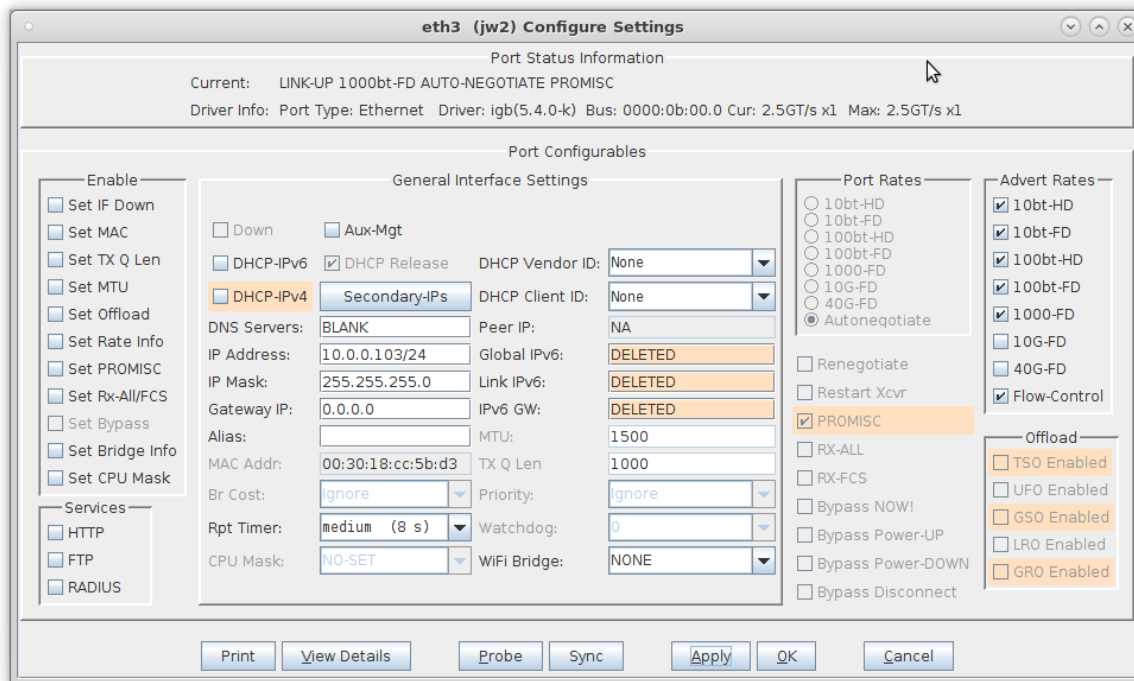 eth3 (jw2) Configure Settings
Port Status Information
Current: LINK-UP 1000bt-FD AUTO-NEGOTIATE PROMISC
Driver Info: Port Type: Ethernet Driver: igb(5.4.0-k) Bus: 0000:0b:00.0 Cur: 2.5GT/s x1 Max: 2.5GT/s x1
Port Configurables
Enable
Set IF Down
Set MAC
Set TX Q Len
Set MTU
Set Offload
Set Rate Info
Set PROMISC
Set Rx-All/FCS
Set Bypass
Set Bridge Info
Set CPU Mask
Services
HTTP
FTP
RADIUS
General Interface Settings
Down Aux-Mgt
DHCP-IPv6 DHCP Release DHCP Vendor ID: None
DHCP-IPv4 Secondary-IPs DHCP Client ID: None
DNS Servers: BLANK Peer IP: NA
IP Address: 10.0.0.103/24 Global IPv6: DELETED
IP Mask: 255.255.255.0 Link IPv6: DELETED
Gateway IP: 0.0.0.0 IPv6 GW: DELETED
Alias: MTU: 1500
MAC Addr: 00:30:18:cc:5b:d3 TX Q Len 1000
Br Cost: Ignore Priority: Ignore
Rpt Timer: medium (8 s) Watchdog: 0
CPU Mask: NO-SET WiFi Bridge: NONE
Port Rates
10bt-HD
10bt-FD
100bt-HD
100bt-FD
1000-FD
10G-FD
40G-FD
Autonegotiate
Renegotiate
Restart Xcvr
PROMISC
RX-ALL
RX-FCS
Bypass NOW!
Bypass Power-UP
Bypass Power-DOWN
Bypass Disconnect
Advert Rates
10bt-HD
10bt-FD
100bt-HD
100bt-FD
1000-FD
10G-FD
40G-FD
Flow-Control
Offload
TSO Enabled
UFO Enabled
GSO Enabled
LRO Enabled
GRO Enabled
Print View Details Probe Sync Apply OK Cancel